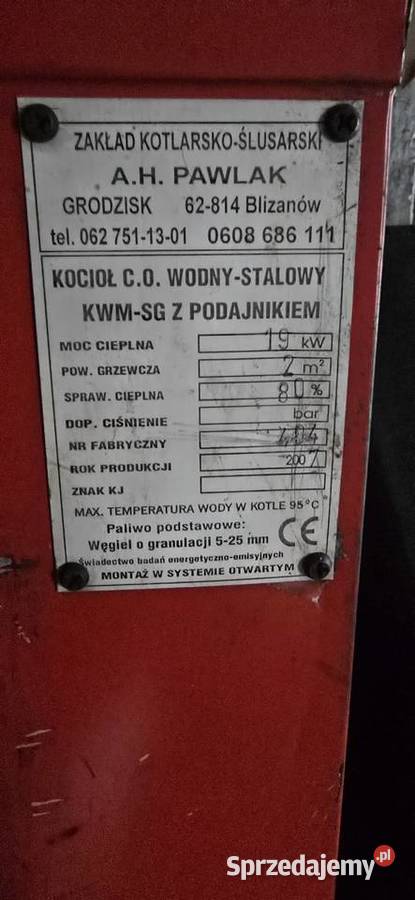 ZAKŁAD KOTLARSKO-ŚLUSARSKI
A.H. PAWLAK
GRODZISK 62-814 Blizanów
tel. 062 751-13-01 0608 686 111
KOCIOŁ C.O. WODNY-STALOWY
KWM-SG Z PODAJNIKIEM
MOC CIEPLNA 19 kW
POW. GRZEWCZA 2 m²
SPRAW. CIEPLNA 80 %
DOP. CIŚNIENIE bar
NR FABRYCZNY
ROK PRODUKCJI 2007
ZNAK KJ
MAX. TEMPERATURA WODY W KOTLE 95°C
Paliwo podstawowe:
Węgiel o granulacji 5-25 mm CE
Świadectwo badań energetyczno-emisyjnych
MONTAŻ W SYSTEMIE OTWARTYM
Sprzedajemy.pl